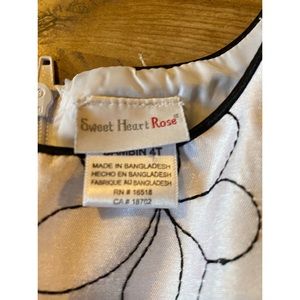 Sweet Heart Rose
4T
MADE IN BANGLADESH
HECHO EN BANGLADESH
FABRIQUE AU BANGLADESH
RN # 16518
CA # 18702